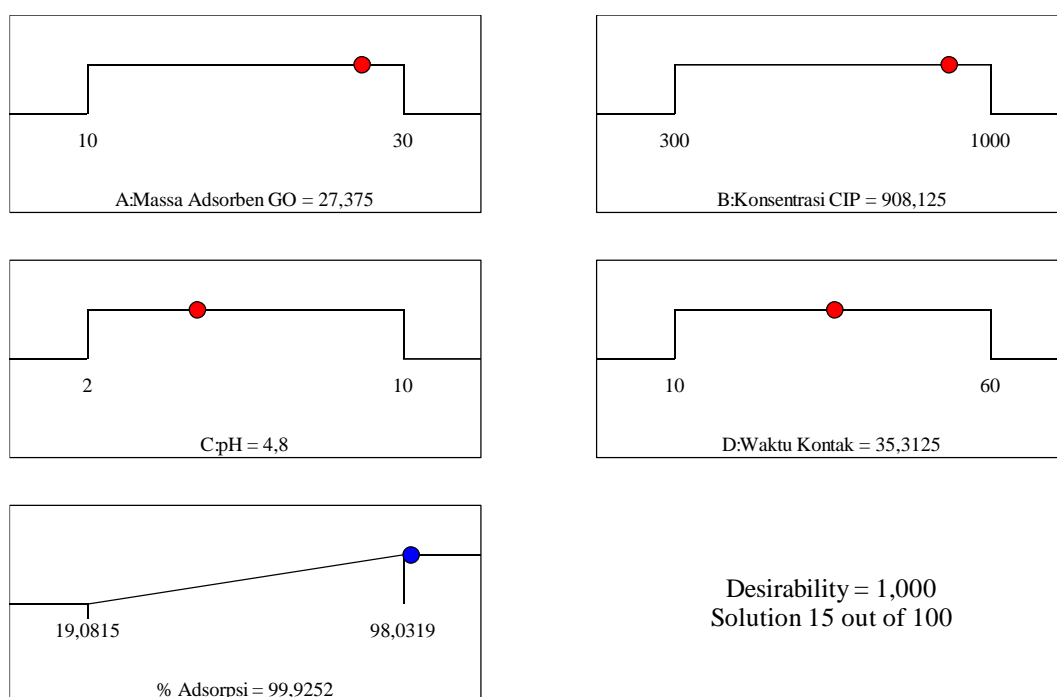 10 30
A:Massa Adsorben GO = 27,375
300 1000
B:Konsentrasi CIP = 908,125
2 10
C:pH = 4,8
10 60
D:Waktu Kontak = 35,3125
19,0815 98,0319
% Adsorpsi = 99,9252
Desirability = 1,000
Solution 15 out of 100